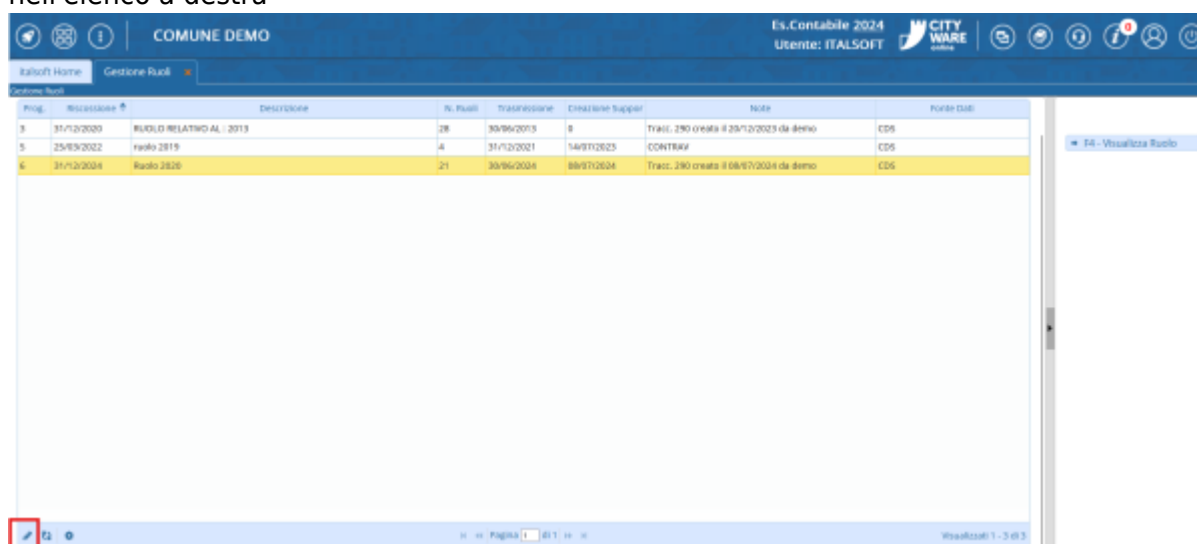 nell'elenco a destra
COMUNE DEMO
Es.Contabile 2024
Utente: ITALSOFT
CITY
WARE
online
Italsoft Home
Gestione Ruoli
Gestione Ruoli
Prog. Riscossione Descrizione N. Ruoli Trasmissione Creazione Suppor Note Fonte Dati
3 31/12/2020 RUOLO RELATIVO AL : 2013 28 30/06/2013 0 Tracc. 290 creato il 20/12/2023 da demo CDS
5 25/03/2022 ruolo 2019 4 31/12/2021 14/07/2023 CONTRAV CDS
6 31/12/2024 Ruolo 2020 21 30/06/2024 08/07/2024 Tracc. 290 creato il 08/07/2024 da demo CDS
F4 - Visualizza Ruolo
Pagina 1 di 1
Visualizzati 1 - 3 di 3